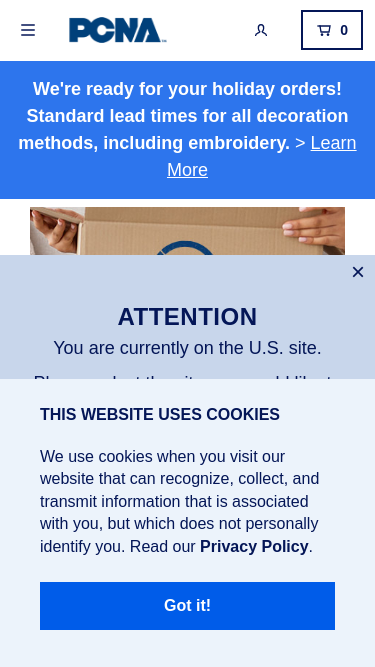 PCNA
0
We're ready for your holiday orders!
Standard lead times for all decoration
methods, including embroidery. > Learn
More
ATTENTION
You are currently on the U.S. site.
THIS WEBSITE USES COOKIES
We use cookies when you visit our
website that can recognize, collect, and
transmit information that is associated
with you, but which does not personally
identify you. Read our Privacy Policy.
Got it!